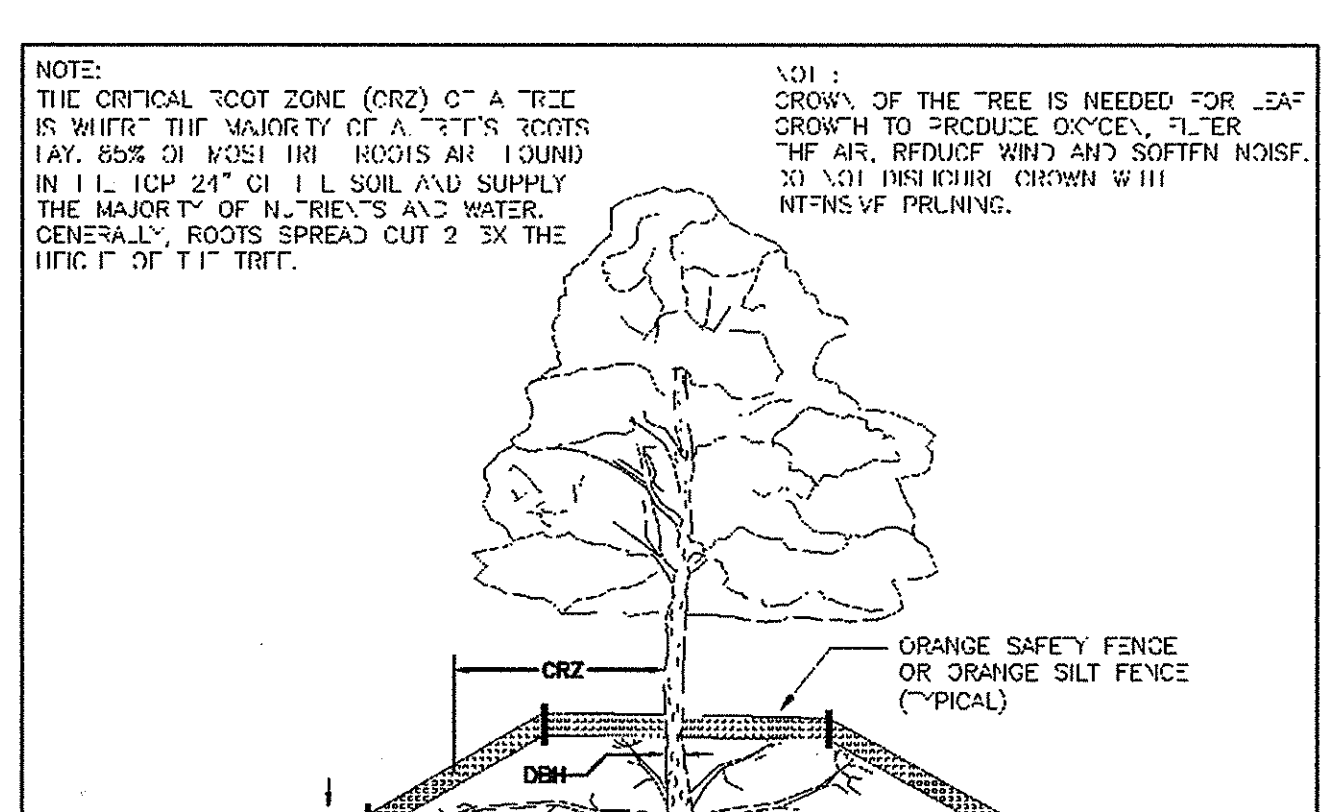 NOTE:
THE CRITICAL ROOT ZONE (CRZ) OF A TREE
IS WHERE THE MAJORITY OF A TREE'S ROOTS
LAY. 85% OF MOST TREE ROOTS ARE FOUND
IN THE TOP 24" OF THE SOIL AND SUPPLY
THE MAJORITY OF NUTRIENTS AND WATER.
GENERALLY, ROOTS SPREAD OUT 2 3X THE
HEIGHT OF THE TREE.
NOTE:
CROWN OF THE TREE IS NEEDED FOR LEAF
GROWTH TO PRODUCE OXYGEN, FILTER
THE AIR, REDUCE WIND AND SOFTEN NOISE.
DO NOT DISFIGURE CROWN WITH
INTENSIVE PRUNING.
CRZ
ORANGE SAFETY FENCE
OR ORANGE SILT FENCE
(TYPICAL)
DBH